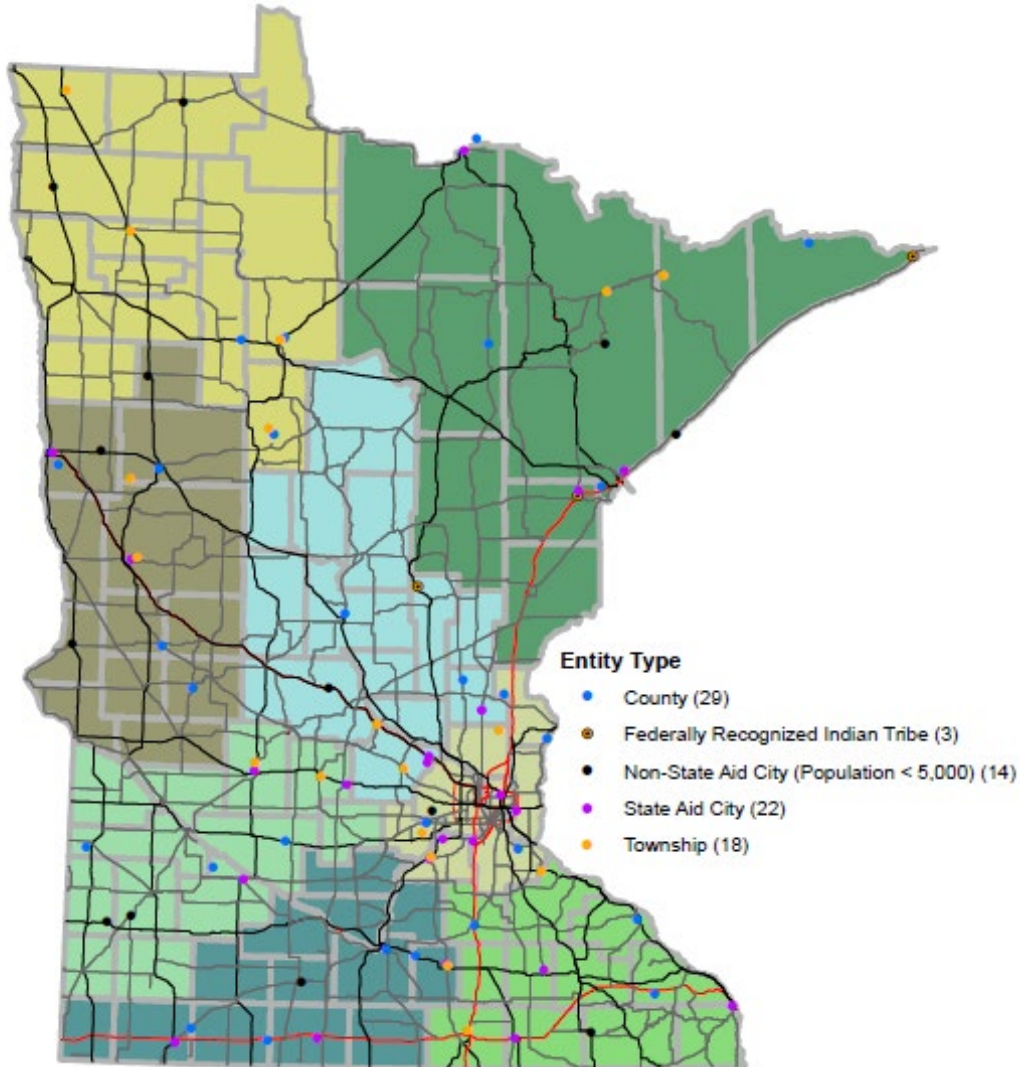 Entity Type
County (29)
Federally Recognized Indian Tribe (3)
Non-State Aid City (Population < 5,000) (14)
State Aid City (22)
Township (18)